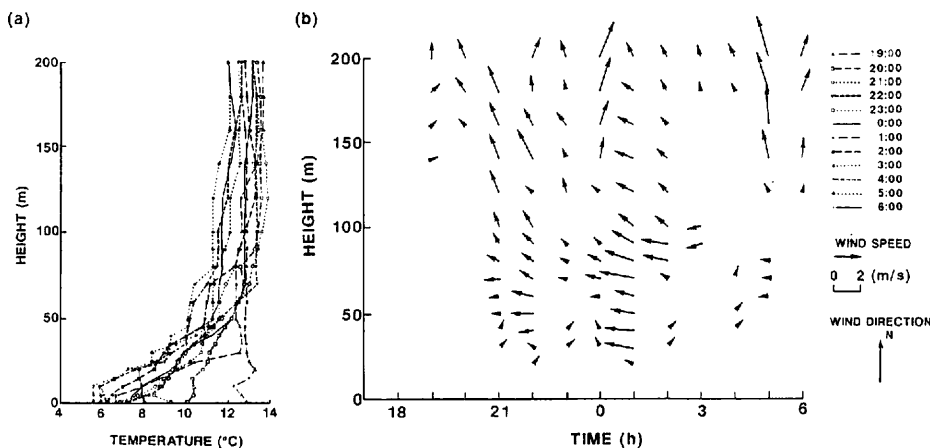 (a)
HEIGHT (m)
200
150
100
50
0
4 6 8 10 12 14
TEMPERATURE (°C)
(b)
HEIGHT (m)
200
150
100
50
0
18 21 0 3 6
TIME (h)
19:00
20:00
21:00
22:00
23:00
0:00
1:00
2:00
3:00
4:00
5:00
6:00
WIND SPEED
0 2 (m/s)
WIND DIRECTION
N